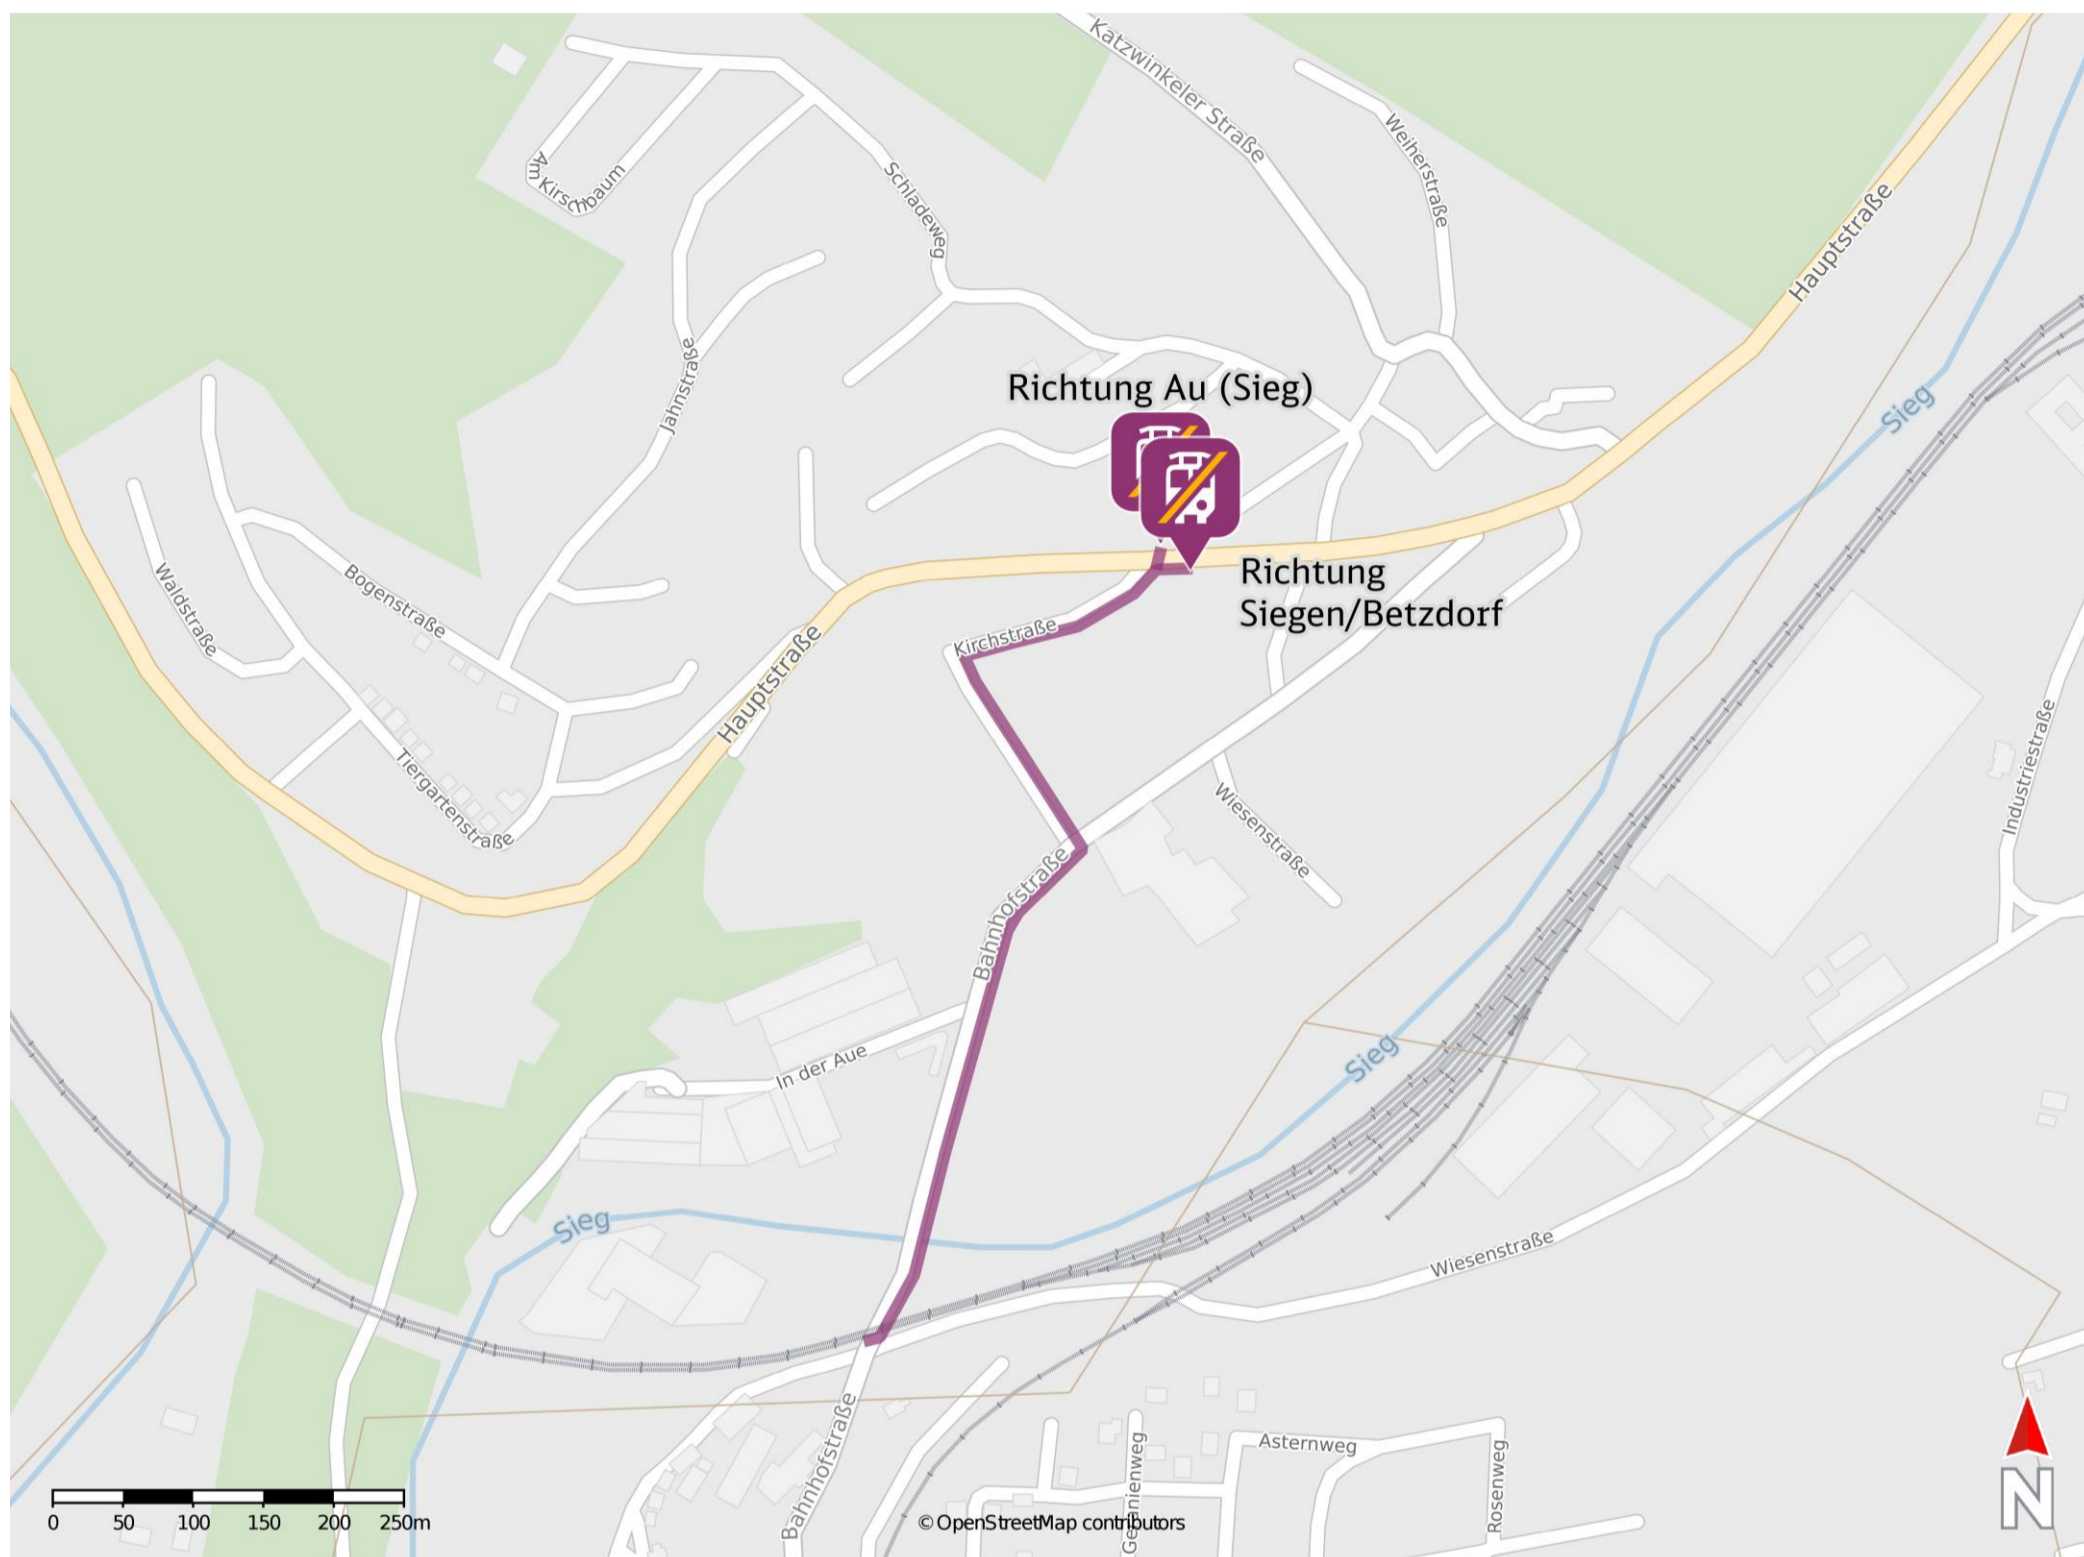 Katzwinkeler Straße
Weiherstraße
Am Kirschbaum
Schladeweg
Hauptstraße
Jahnstraße
Richtung Au (Sieg)
Sieg
Richtung
Siegen/Betzdorf
Waldstraße
Bogenstraße
Kirchstraße
Hauptstraße
Tiergartenstraße
Industriestraße
Wiesenstraße
Bahnhofstraße
Sieg
In der Aue
Sieg
Wiesenstraße
Bahnhofstraße
Asternweg
Geranienweg
Rosenweg
0 50 100 150 200 250m
© OpenStreetMap contributors
N